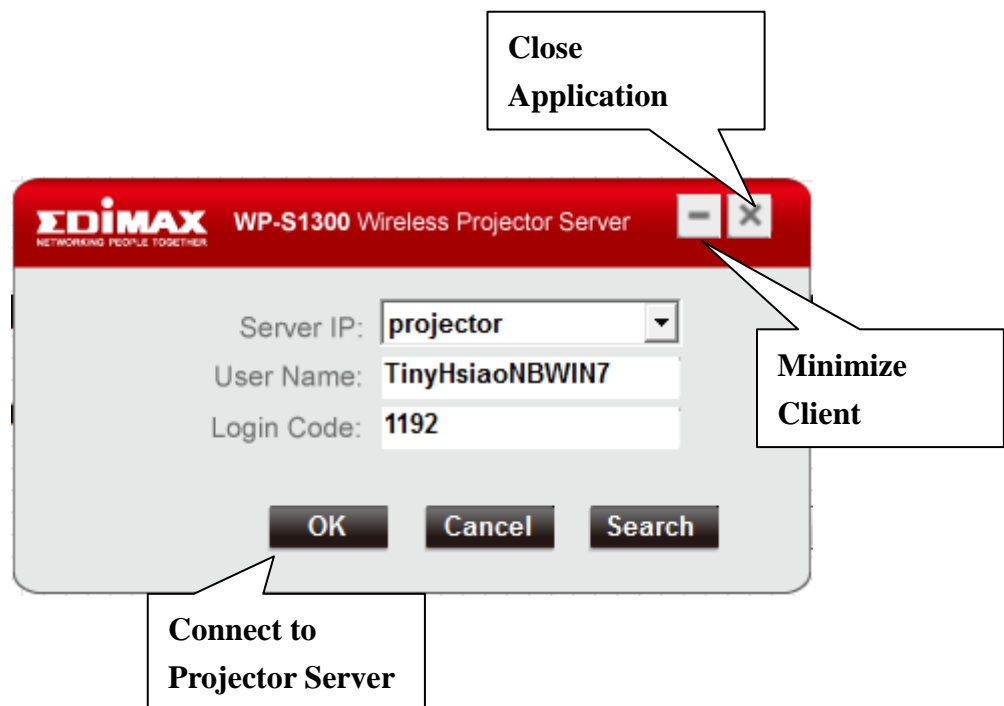 Close
Application
EDIMAX
NETWORKING PEOPLE TOGETHER
WP-S1300 Wireless Projector Server
Server IP: projector
User Name: TinyHsiaoNBWIN7
Login Code: 1192
Minimize
Client
OK Cancel Search
Connect to
Projector Server